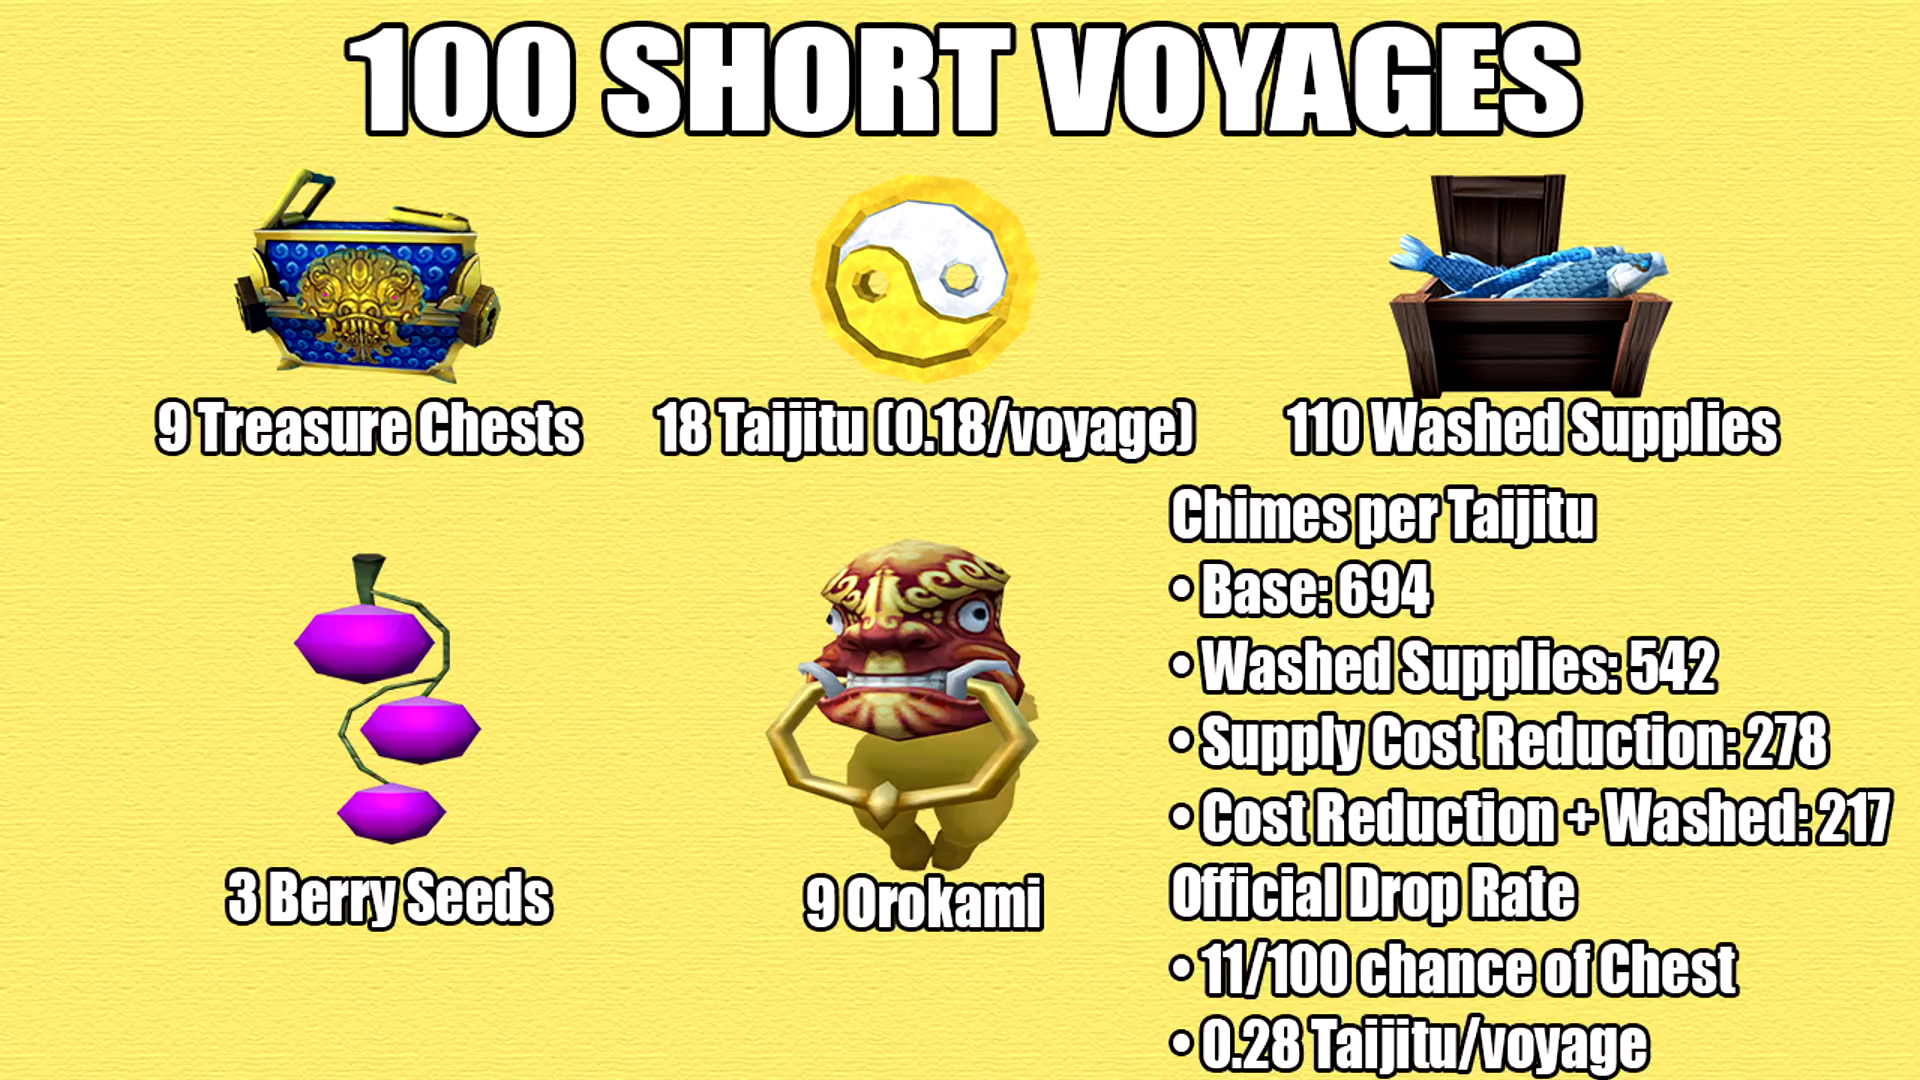 100 SHORT VOYAGES
9 Treasure Chests
18 Taijitu (0.18/voyage)
110 Washed Supplies
3 Berry Seeds
9 Orokami
Chimes per Taijitu
• Base: 694
• Washed Supplies: 542
• Supply Cost Reduction: 278
• Cost Reduction + Washed: 217
Official Drop Rate
• 11/100 chance of Chest
• 0.28 Taijitu/voyage